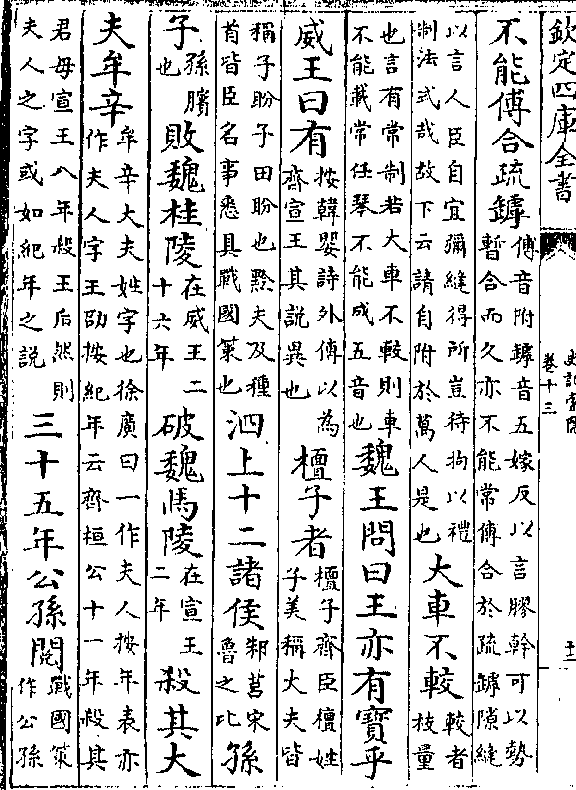 欽定四庫全書
史記索隱
卷十三
十二
不能傅合疏罅傅音附罅音五嫁反以言膠幹可以勢暫合而久亦不能常傅合於疏罅隙縫
以言人臣自宜彌縫得所豈待拘以禮制法式哉故下云請自附於萬人是也大車不較較者校量
也言有常制若大車不較則車不能載常任琴不能成五音也魏王問曰王亦有寶乎
威王曰有按韓嬰詩外傳以為齊宣王其說異也檀子者檀子齊臣檀姓子美稱大夫皆
稱子盼子田盼也黔夫及種首皆臣名事悉具戰國策也泗上十二諸侯邾莒宋魯之比孫
子孫臏也敗魏桂陵在威王二十六年破魏馬陵在宣王二年殺其大
夫牟辛牟辛大夫姓字也徐廣曰一作夫人按年表亦作夫人字王劭按紀年云齊桓公十一年殺其
君母宣王八年殺王后然則夫人之字或如紀年之說三十五年公孫閱戰國策作公孫